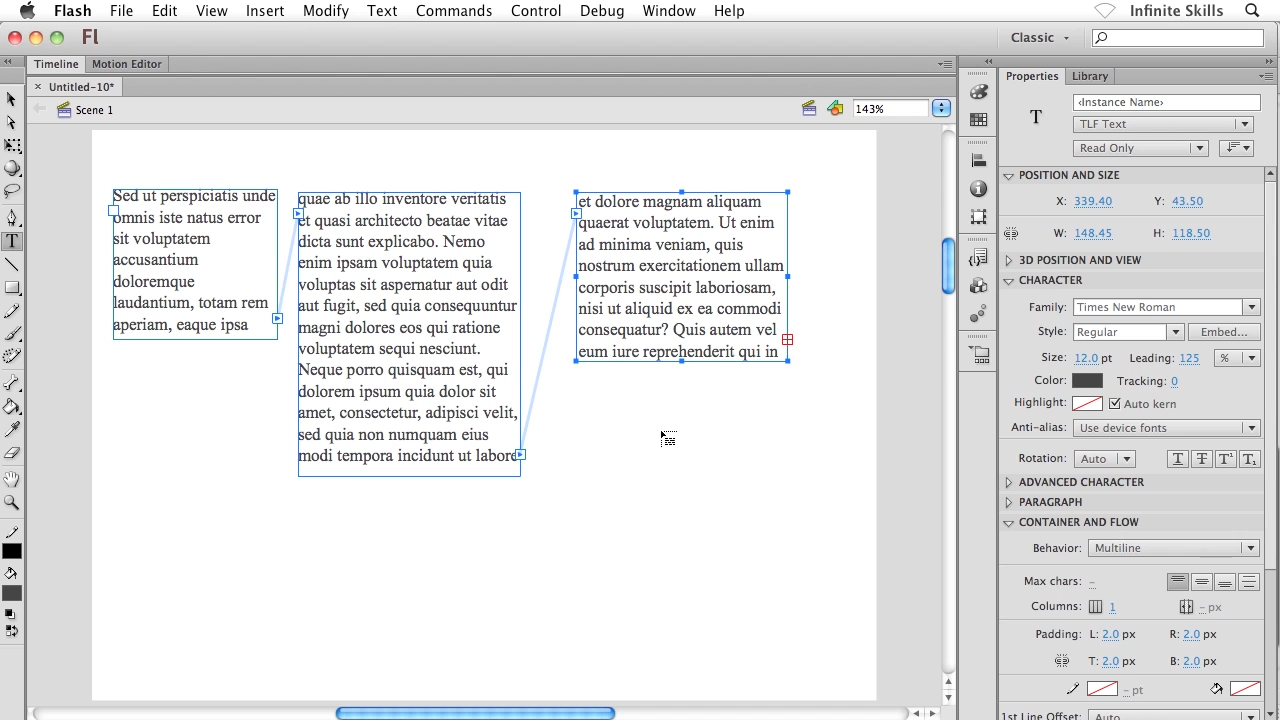 Flash File Edit View Insert Modify Text Commands Control Debug Window Help Infinite Skills
Fl Classic
Timeline Motion Editor
Untitled-10*
Scene 1 143%
Sed ut perspiciatis unde
omnis iste natus error
sit voluptatem
accusantium
doloremque
laudantium, totam rem
aperiam, eaque ipsa
quae ab illo inventore veritatis
et quasi architecto beatae vitae
dicta sunt explicabo. Nemo
enim ipsam voluptatem quia
voluptas sit aspernatur aut odit
aut fugit, sed quia consequuntur
magni dolores eos qui ratione
voluptatem sequi nesciunt.
Neque porro quisquam est, qui
dolorem ipsum quia dolor sit
amet, consectetur, adipisci velit,
sed quia non numquam eius
modi tempora incidunt ut labore
et dolore magnam aliquam
quaerat voluptatem. Ut enim
ad minima veniam, quis
nostrum exercitationem ullam
corporis suscipit laboriosam,
nisi ut aliquid ex ea commodi
consequatur? Quis autem vel
eum iure reprehenderit qui in
Properties Library
T <Instance Name>
TLF Text
Read Only
POSITION AND SIZE
X: 339.40 Y: 43.50
W: 148.45 H: 118.50
3D POSITION AND VIEW
CHARACTER
Family: Times New Roman
Style: Regular Embed...
Size: 12.0 pt Leading: 125 %
Color: Tracking: 0
Highlight: Auto kern
Anti-alias: Use device fonts
Rotation: Auto T T T¹ T₁
ADVANCED CHARACTER
PARAGRAPH
CONTAINER AND FLOW
Behavior: Multiline
Max chars: –
Columns: 1 – px
Padding: L: 2.0 px R: 2.0 px
T: 2.0 px B: 2.0 px
– pt
1st Line Offset: Auto